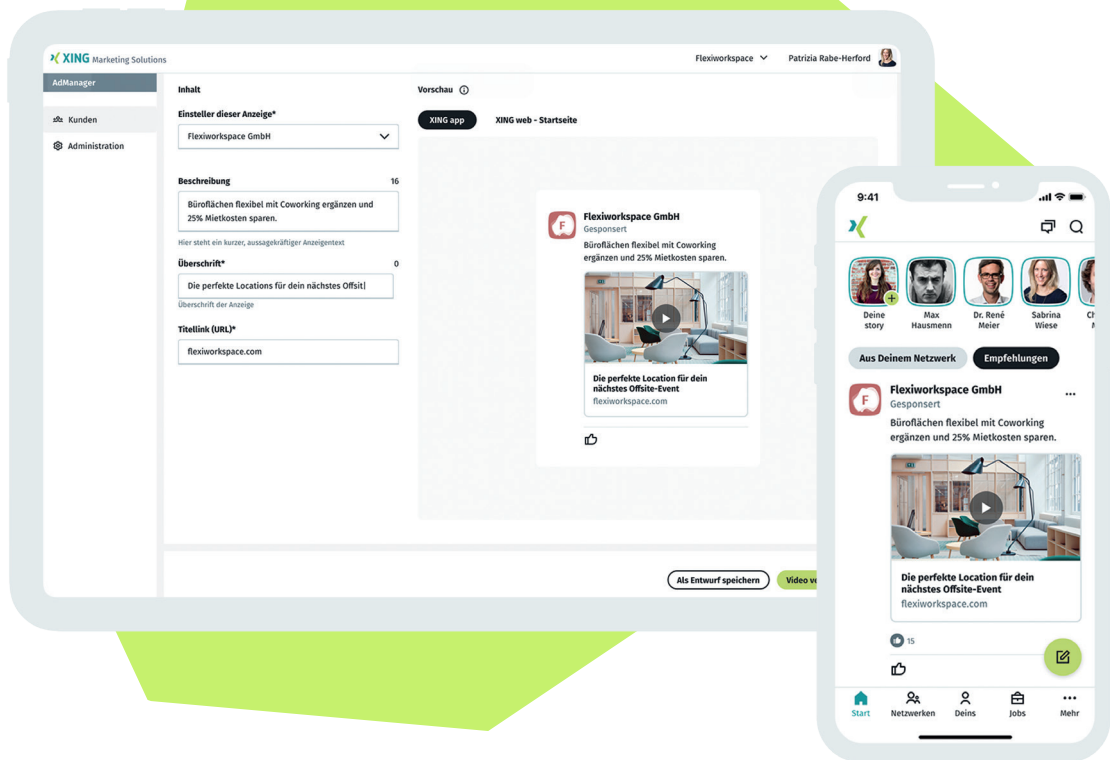 XING Marketing Solutions
Flexiworkspace
Patrizia Rabe-Herford
AdManager
Kunden
Administration
Inhalt
Einsteller dieser Anzeige*
Flexiworkspace GmbH
Beschreibung 16
Büroflächen flexibel mit Coworking ergänzen und
25% Mietkosten sparen.
Hier steht ein kurzer, aussagekräftiger Anzeigentext
Überschrift* 0
Die perfekte Locations für dein nächstes Offsit
Überschrift der Anzeige
Titellink (URL)*
flexiworkspace.com
Vorschau
XING app
XING web - Startseite
F
Flexiworkspace GmbH
Gesponsert
Büroflächen flexibel mit Coworking
ergänzen und 25% Mietkosten sparen.
Die perfekte Location für dein
nächstes Offsite-Event
flexiworkspace.com
Als Entwurf speichern
Video
9:41
Deine
story
Max
Hausmenn
Dr. René
Meier
Sabrina
Wiese
Aus Deinem Netzwerk
Empfehlungen
F
Flexiworkspace GmbH
Gesponsert
Büroflächen flexibel mit Coworking
ergänzen und 25% Mietkosten sparen.
Die perfekte Location für dein
nächstes Offsite-Event
flexiworkspace.com
15
Start
Netzwerken
Deins
Jobs
Mehr